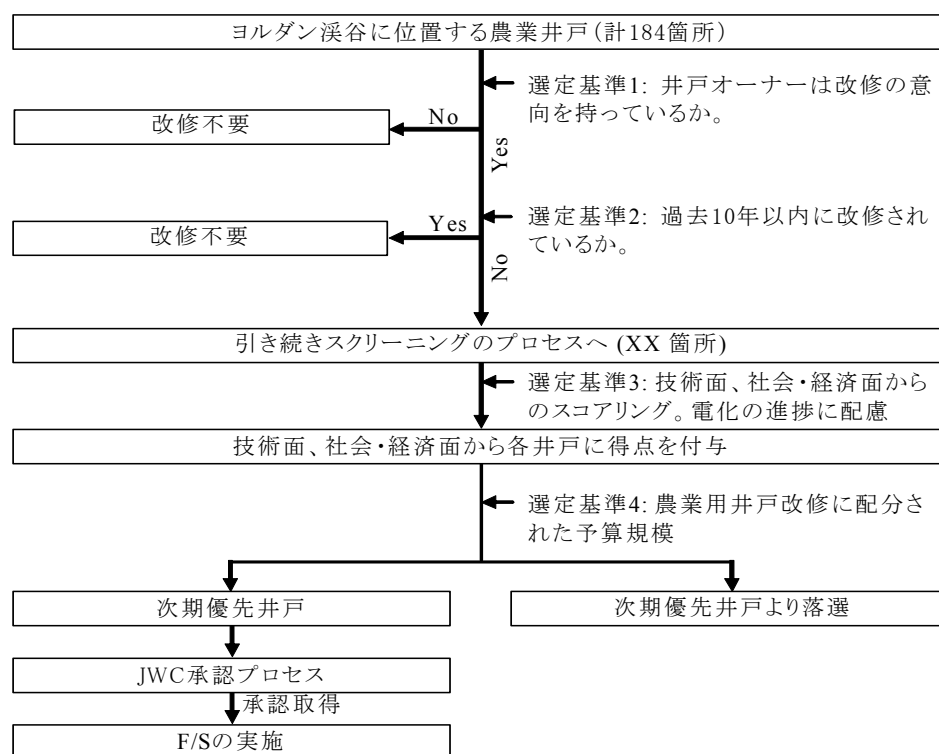 ヨルダン渓谷に位置する農業井戸（計184箇所）
選定基準1: 井戸オーナーは改修の意
向を持っているか。
No
改修不要
Yes
選定基準2: 過去10年以内に改修され
ているか。
Yes
改修不要
No
引き続きスクリーニングのプロセスへ (XX 箇所)
選定基準3: 技術面、社会・経済面から
のスコアリング。電化の進捗に配慮
技術面、社会・経済面から各井戸に得点を付与
選定基準4: 農業用井戸改修に配分さ
れた予算規模
次期優先井戸
次期優先井戸より落選
JWC承認プロセス
承認取得
F/Sの実施